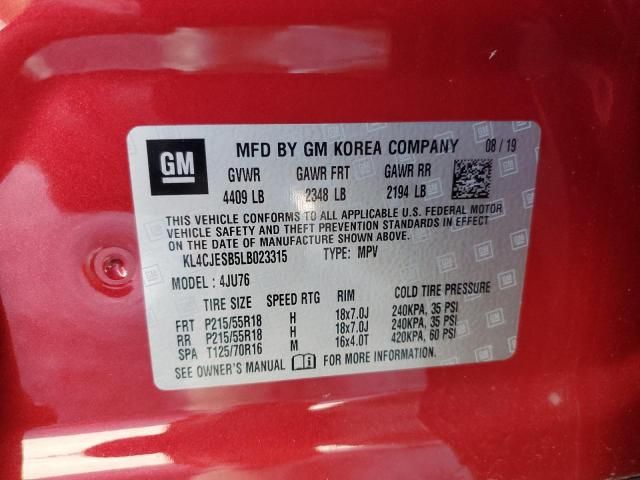 GM
MFD BY GM KOREA COMPANY 08 / 19
GVWR GAWR FRT GAWR RR
4409 LB 2348 LB 2194 LB
THIS VEHICLE CONFORMS TO ALL APPLICABLE U.S. FEDERAL MOTOR
VEHICLE SAFETY AND THEFT PREVENTION STANDARDS IN EFFECT
ON THE DATE OF MANUFACTURE SHOWN ABOVE.
KL4CJESB5LB023315 TYPE: MPV
MODEL: 4JU76
TIRE SIZE SPEED RTG RIM COLD TIRE PRESSURE
FRT P215/55R18 H 18x7.0J 240KPA, 35 PSI
RR P215/55R18 H 18x7.0J 240KPA, 35 PSI
SPA T125/70R16 M 16x4.0T 420KPA, 60 PSI
SEE OWNER'S MANUAL FOR MORE INFORMATION.